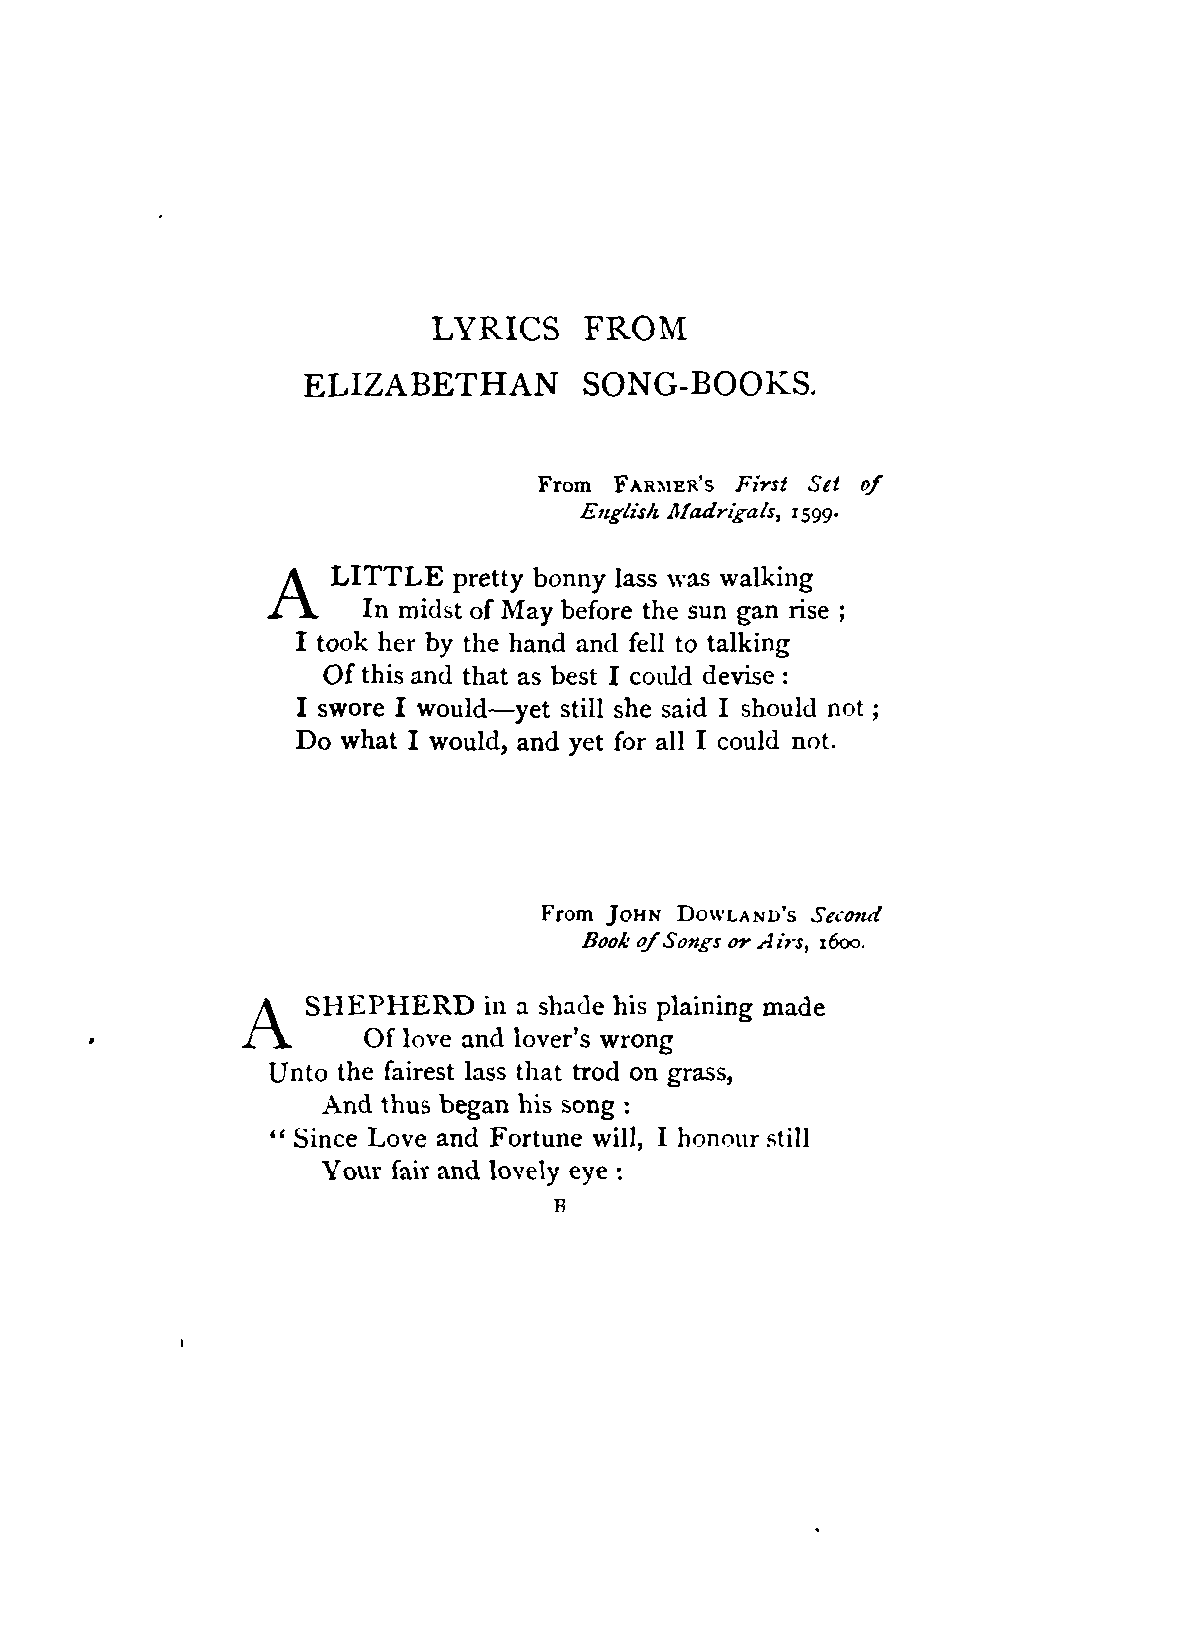 LYRICS FROM
ELIZABETHAN SONG-BOOKS.
From FARMER'S First Set of
English Madrigals, 1599.
A LITTLE pretty bonny lass was walking
In midst of May before the sun gan rise ;
I took her by the hand and fell to talking
Of this and that as best I could devise :
I swore I would—yet still she said I should not ;
Do what I would, and yet for all I could not.
From JOHN DOWLAND'S Second
Book of Songs or Airs, 1600.
A SHEPHERD in a shade his plaining made
Of love and lover's wrong
Unto the fairest lass that trod on grass,
And thus began his song :
“ Since Love and Fortune will, I honour still
Your fair and lovely eye :
B